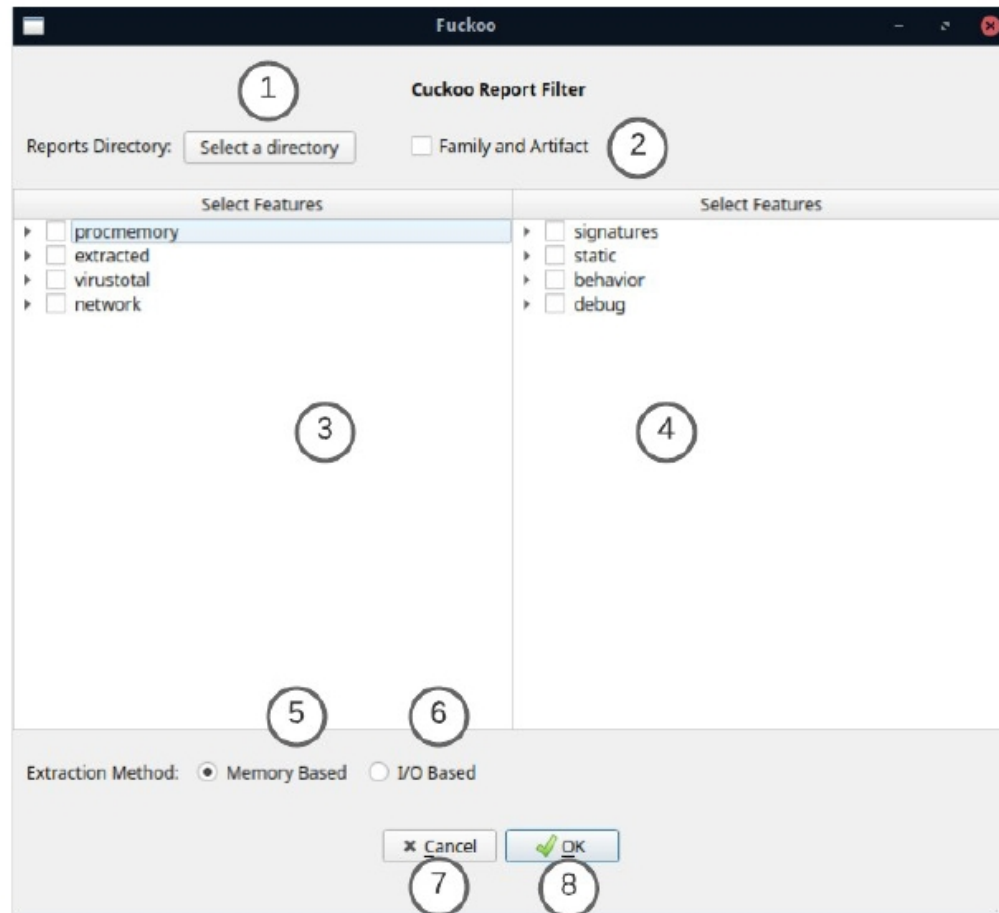 Fuckoo
1
Cuckoo Report Filter
Reports Directory: Select a directory
Family and Artifact
2
Select Features
Select Features
procmemory
extracted
virustotal
network
signatures
static
behavior
debug
3
4
5
6
Extraction Method: Memory Based I/O Based
Cancel
OK
7
8